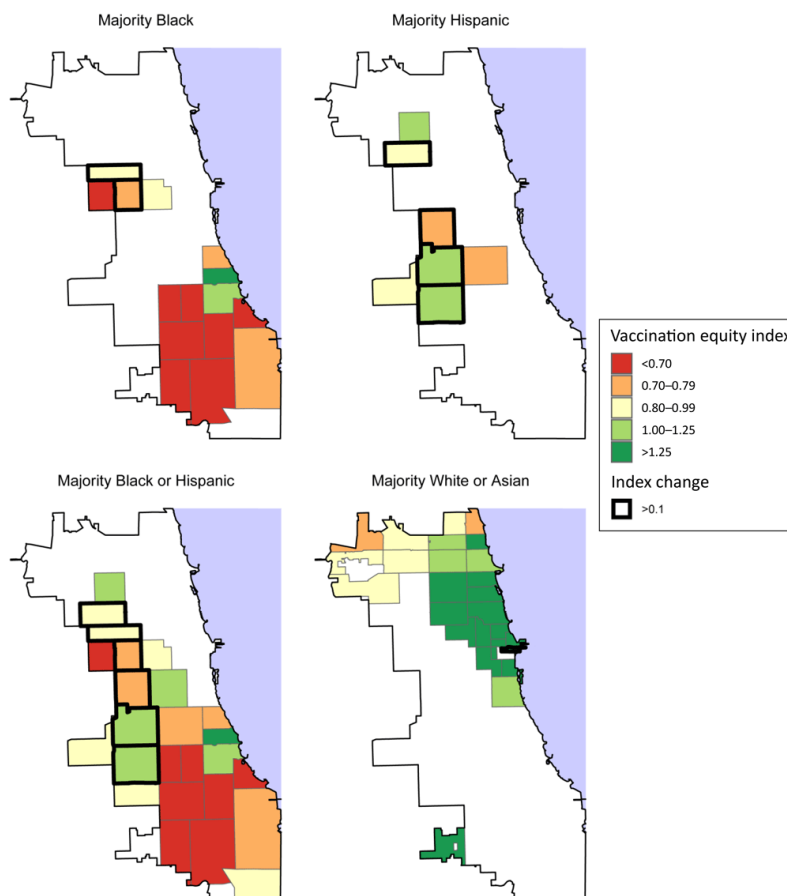 Majority Black
Majority Hispanic
Vaccination equity index
<0.70
0.70–0.79
0.80–0.99
1.00–1.25
>1.25
Index change
>0.1
Majority Black or Hispanic
Majority White or Asian